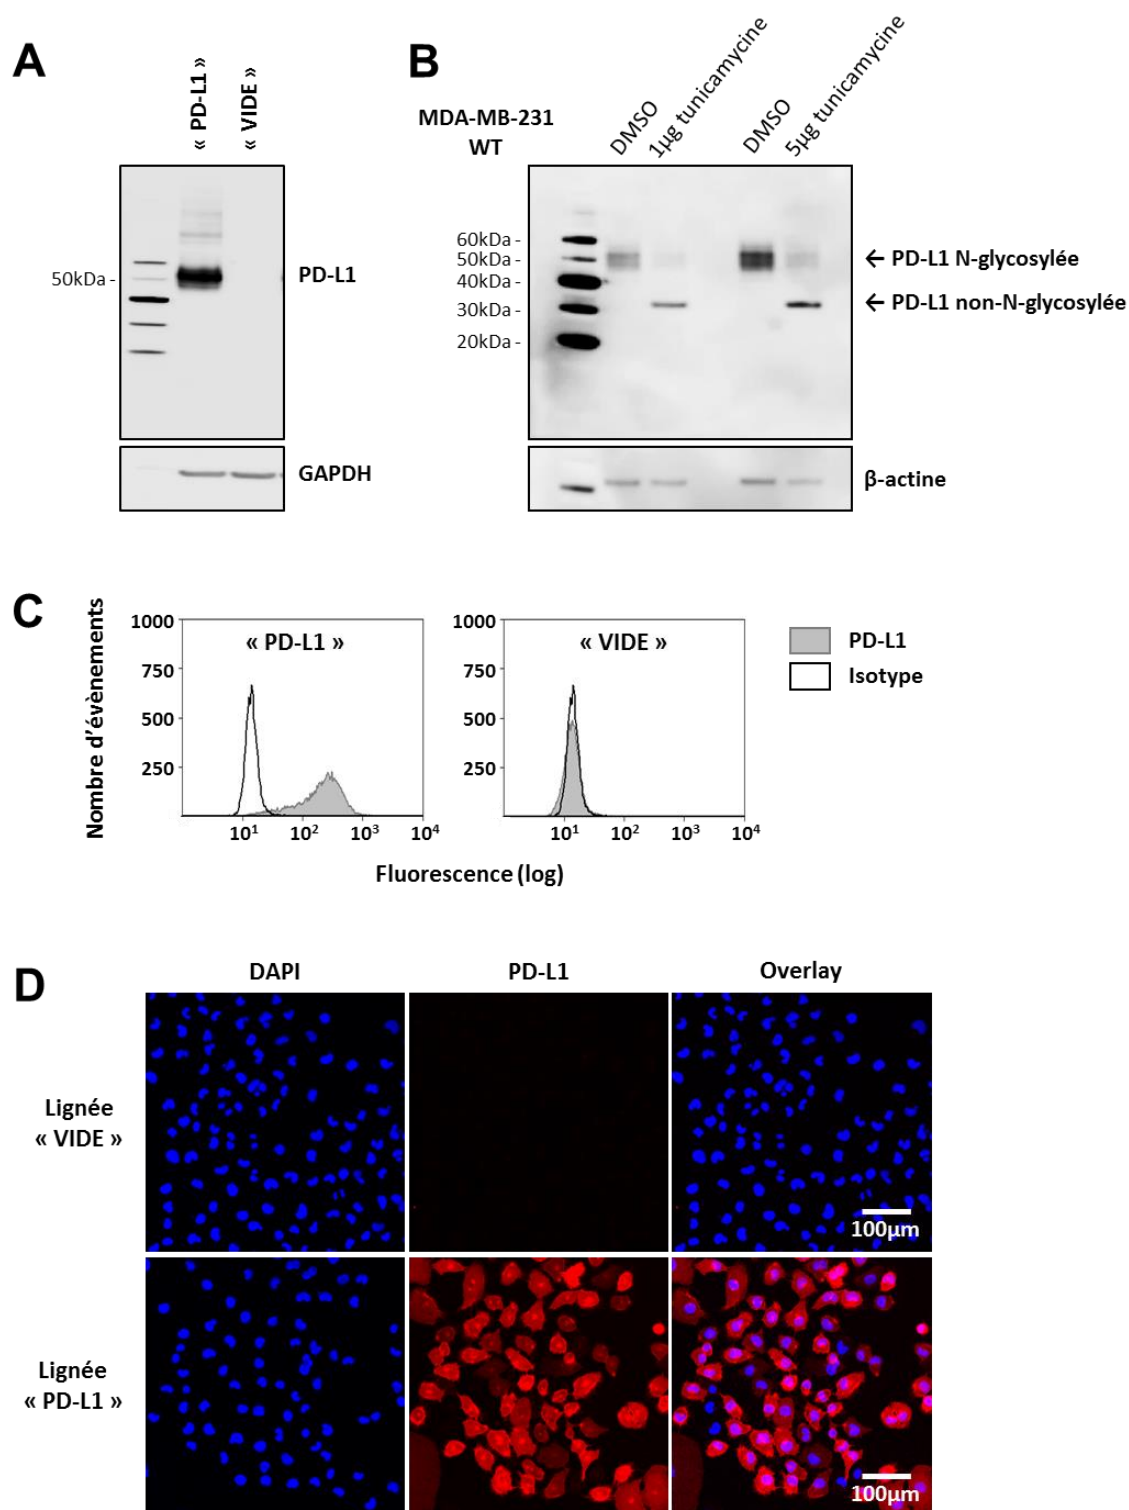 A
« PD-L1 »
« VIDE »
50kDa -
PD-L1
GAPDH
B
MDA-MB-231
WT
DMSO
1µg tunicamycine
DMSO
5µg tunicamycine
60kDa -
50kDa -
40kDa -
30kDa -
20kDa -
← PD-L1 N-glycosylée
← PD-L1 non-N-glycosylée
β-actine
C
Nombre d'évènements
1000
750
500
250
« PD-L1 »
10¹ 10² 10³ 10⁴
1000
750
500
250
« VIDE »
10¹ 10² 10³ 10⁴
Fluorescence (log)
PD-L1
Isotype
D
DAPI PD-L1 Overlay
Lignée
« VIDE »
100µm
Lignée
« PD-L1 »
100µm